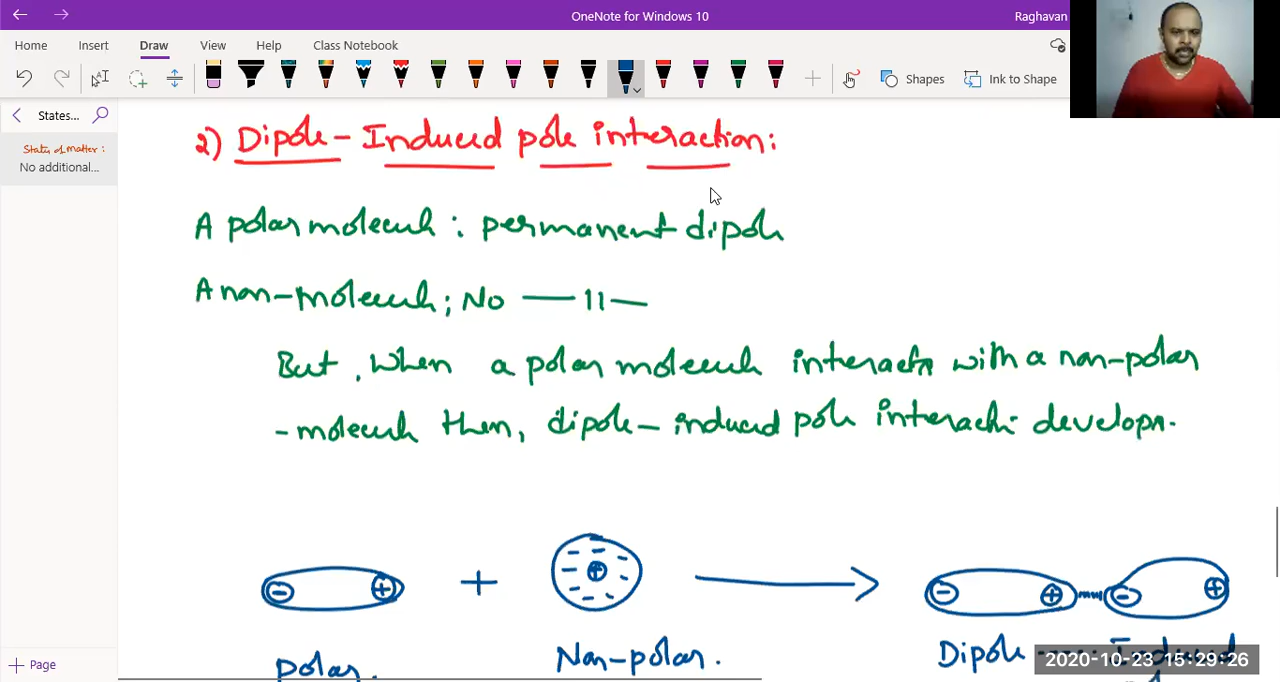 OneNote for Windows 10
Raghavan
Home Insert Draw View Help Class Notebook
Shapes Ink to Shape
States...
States of matter :
No additional...
2) Dipole - Induced pole interaction:
A polar molecule : permanent dipole
A non-molecule ; No —— 11 —
But, when a polar molecule interacts with a non-polar
- molecule then, dipole - induced pole interacti- develops.
- + + + → - + -
+
Polar. Non-polar. Dipole Induced
2020-10-23 15:29:26
+ Page